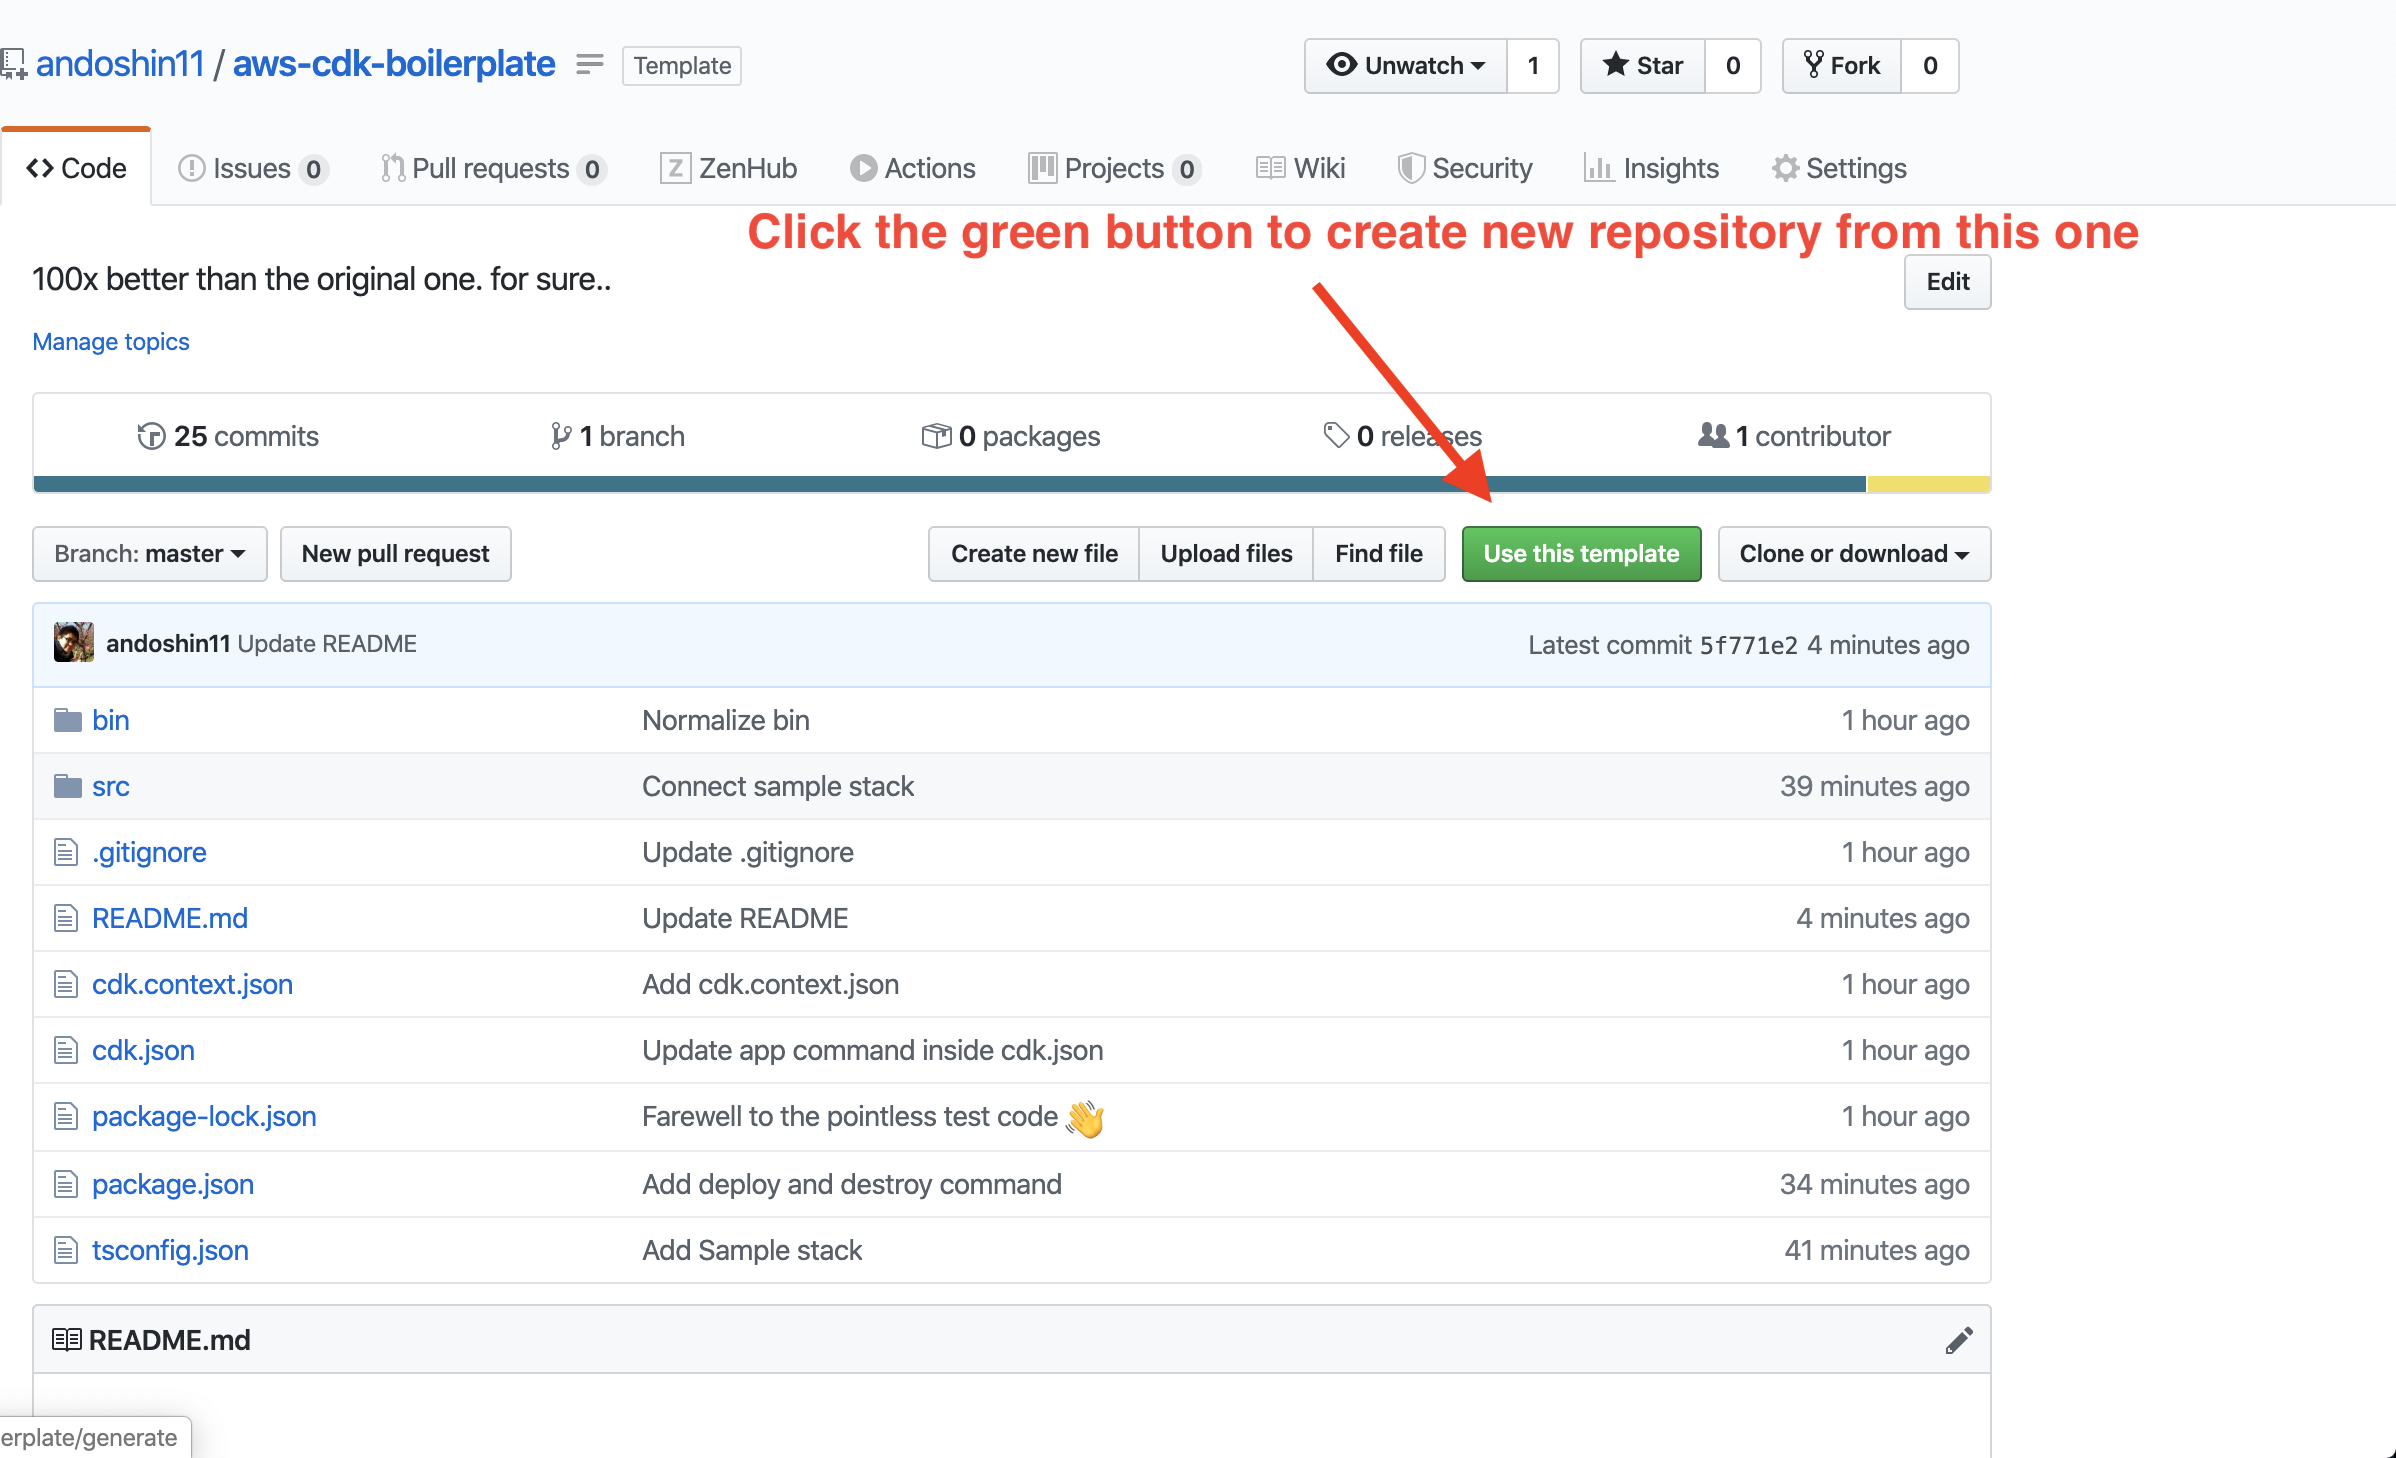 andoshin11 / aws-cdk-boilerplate Template Unwatch 1 Star 0 Fork 0
Code Issues 0 Pull requests 0 Z ZenHub Actions Projects 0 Wiki Security Insights Settings
Click the green button to create new repository from this one
100x better than the original one. for sure.. Edit
Manage topics
25 commits 1 branch 0 packages 0 releases 1 contributor
Branch: master New pull request Create new file Upload files Find file Use this template Clone or download
andoshin11 Update README Latest commit 5f771e2 4 minutes ago
bin Normalize bin 1 hour ago
src Connect sample stack 39 minutes ago
.gitignore Update .gitignore 1 hour ago
README.md Update README 4 minutes ago
cdk.context.json Add cdk.context.json 1 hour ago
cdk.json Update app command inside cdk.json 1 hour ago
package-lock.json Farewell to the pointless test code 👋 1 hour ago
package.json Add deploy and destroy command 34 minutes ago
tsconfig.json Add Sample stack 41 minutes ago
README.md
erplate/generate